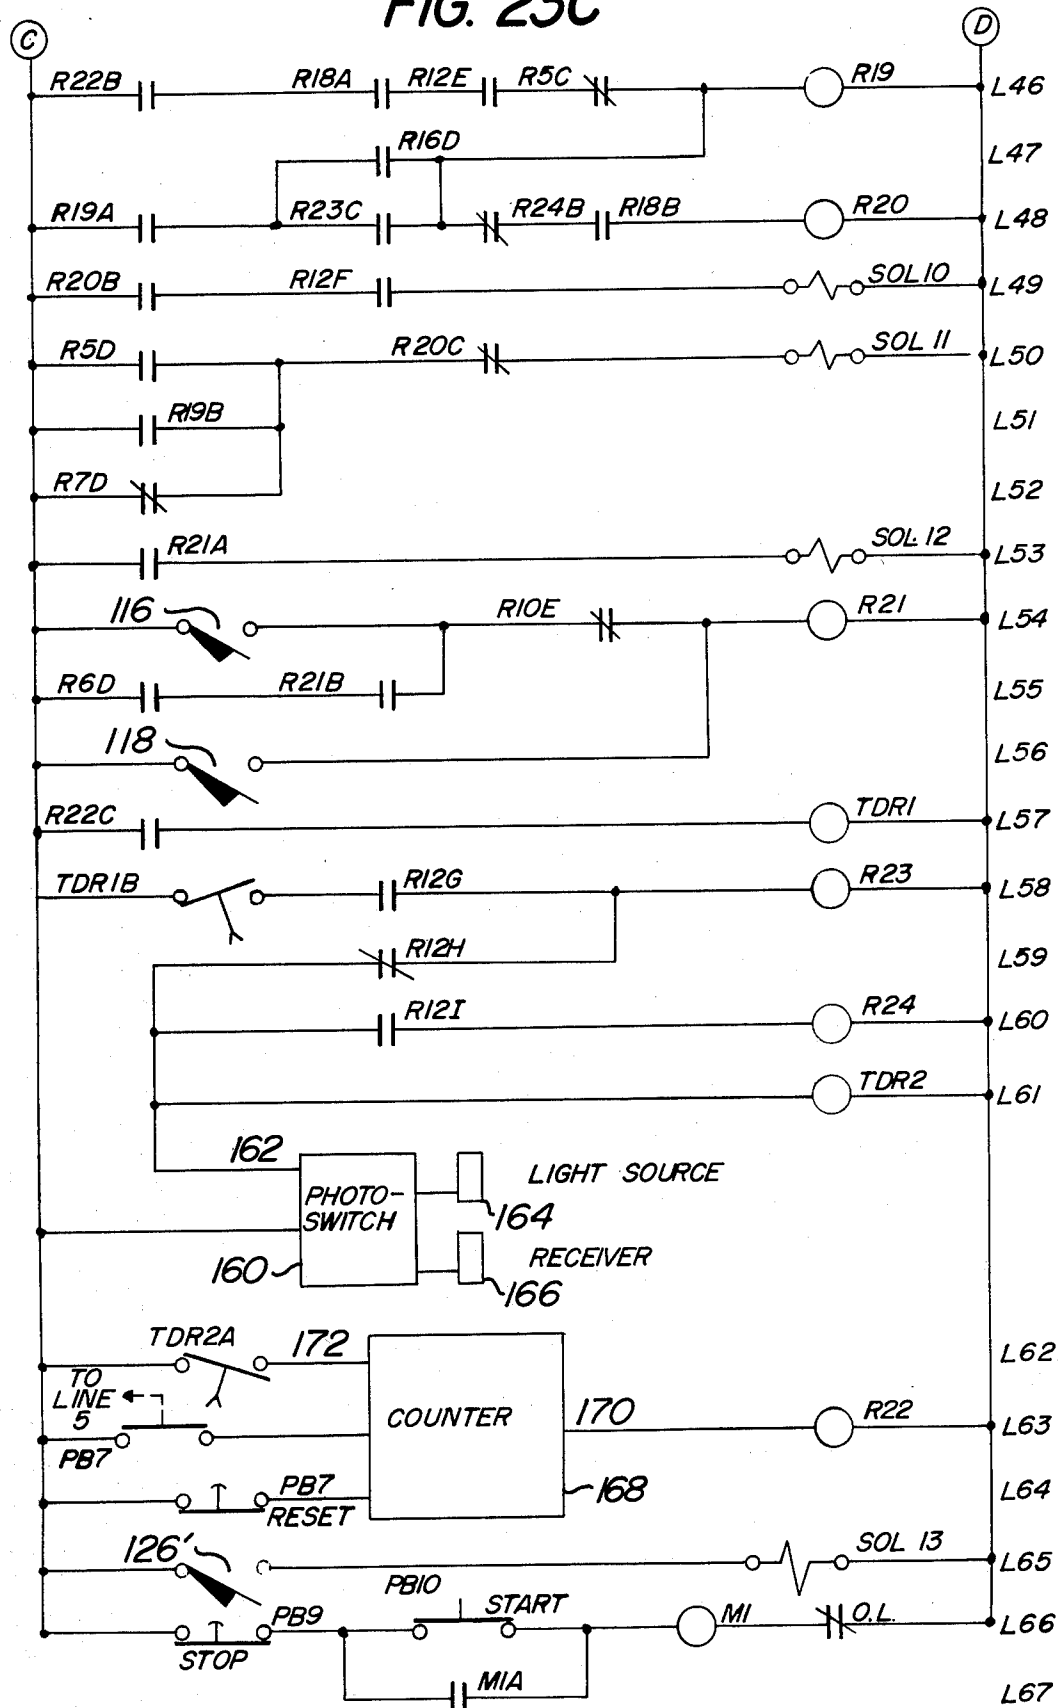 FIG. 23C
C D
R22B R18A R12E R5C R19 L46
R16D L47
R19A R23C R24B R18B R20 L48
R20B R12F SOL 10 L49
R5D R20C SOL 11 L50
R19B L51
R7D L52
R21A SOL 12 L53
116 R10E R21 L54
R6D R21B L55
118 L56
R22C TDR1 L57
TDR1B R12G R23 L58
R12H L59
R12I R24 L60
TDR2 L61
162 LIGHT SOURCE
PHOTO-
SWITCH 164
160 RECEIVER
166
TDR2A 172 L62
TO
LINE
5
PB7 COUNTER 170 R22 L63
PB7 168 L64
RESET
126' SOL 13 L65
PB10
PB9 START M1 O.L. L66
STOP
M1A L67